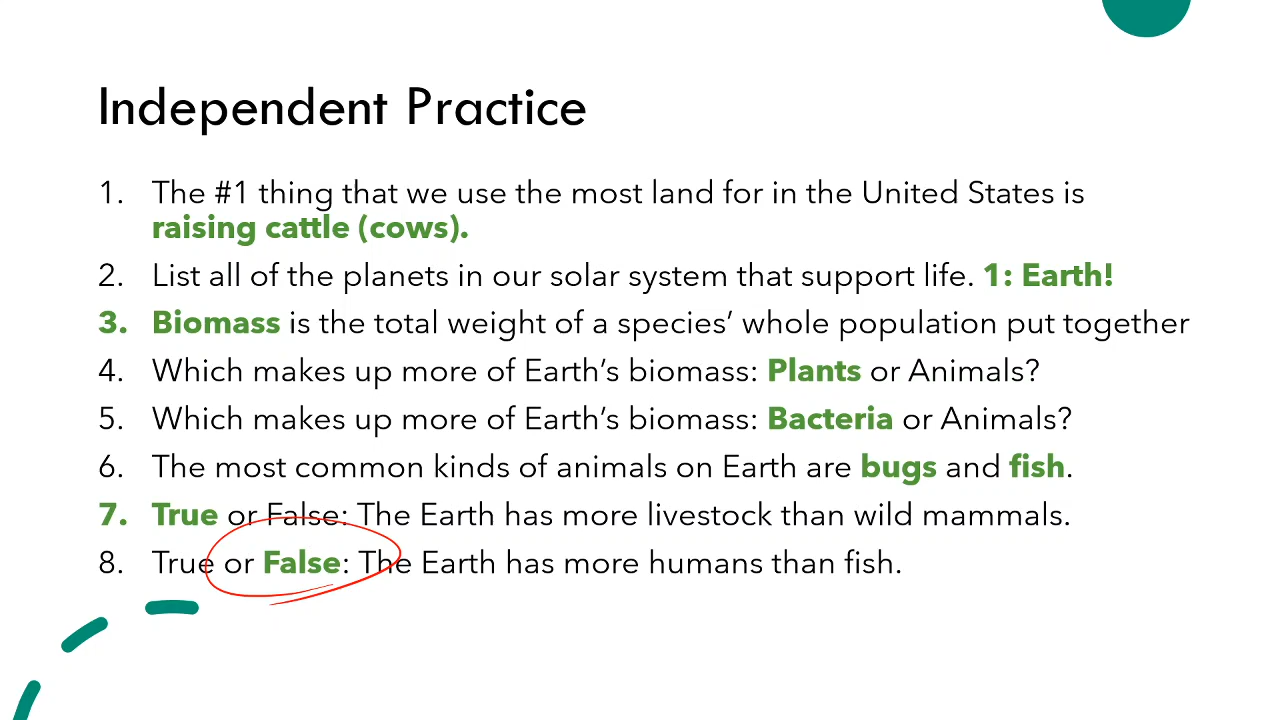 Independent Practice
1. The #1 thing that we use the most land for in the United States is
raising cattle (cows).
2. List all of the planets in our solar system that support life. 1: Earth!
3. Biomass is the total weight of a species’ whole population put together
4. Which makes up more of Earth’s biomass: Plants or Animals?
5. Which makes up more of Earth’s biomass: Bacteria or Animals?
6. The most common kinds of animals on Earth are bugs and fish.
7. True or False: The Earth has more livestock than wild mammals.
8. True or False: The Earth has more humans than fish.